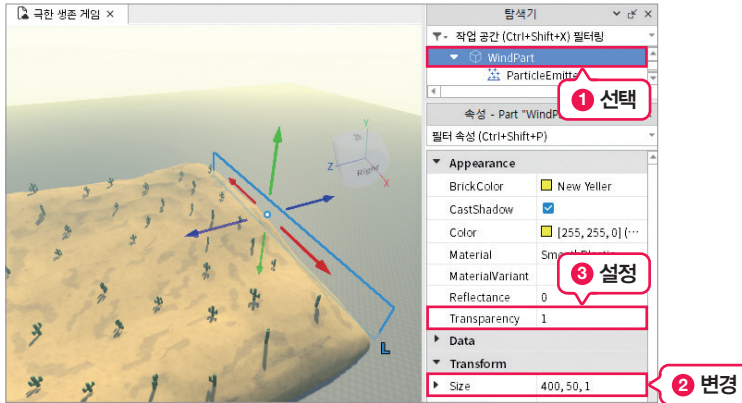 극한 생존 게임 ×
탐색기
작업 공간 (Ctrl+Shift+X) 필터링
WindPart
ParticleEmitte
1 선택
속성 - Part "WindP
필터 속성 (Ctrl+Shift+P)
Appearance
BrickColor New Yeller
CastShadow
Color [255, 255, 0] (...
Material
MaterialVariant
3 설정
Reflectance 0
Transparency 1
Data
Transform
Size 400, 50, 1
2 변경
Y
Z
Right
X
L